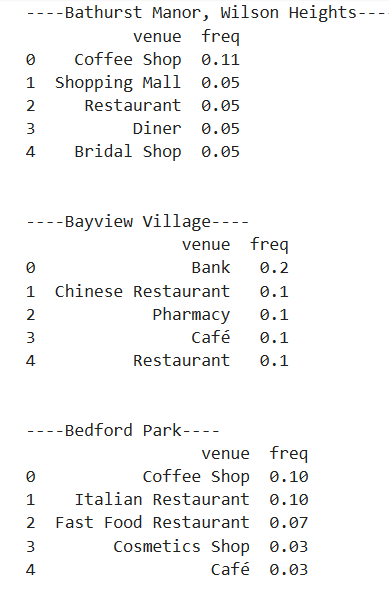 ----Bathurst Manor, Wilson Heights----
venue freq
0 Coffee Shop 0.11
1 Shopping Mall 0.05
2 Restaurant 0.05
3 Diner 0.05
4 Bridal Shop 0.05
----Bayview Village----
venue freq
0 Bank 0.2
1 Chinese Restaurant 0.1
2 Pharmacy 0.1
3 Café 0.1
4 Restaurant 0.1
----Bedford Park----
venue freq
0 Coffee Shop 0.10
1 Italian Restaurant 0.10
2 Fast Food Restaurant 0.07
3 Cosmetics Shop 0.03
4 Café 0.03